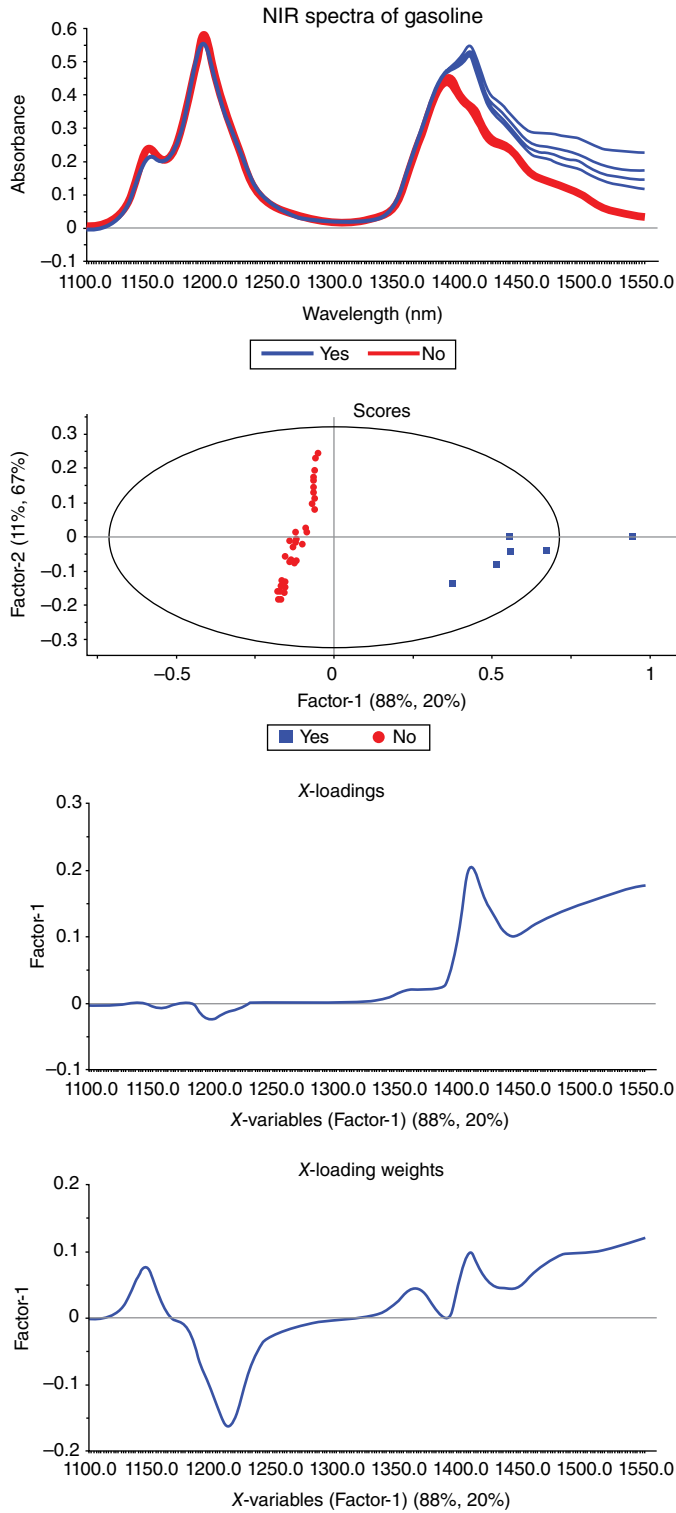 NIR spectra of gasoline
0.6
0.5
0.4
0.3
0.2
0.1
0
−0.1
Absorbance
1100.0 1150.0 1200.0 1250.0 1300.0 1350.0 1400.0 1450.0 1500.0 1550.0
Wavelength (nm)
Yes No
Scores
0.3
0.2
0.1
0
−0.1
−0.2
−0.3
Factor-2 (11%, 67%)
−0.5 0 0.5 1
Factor-1 (88%, 20%)
Yes No
X-loadings
0.3
0.2
0.1
0
−0.1
Factor-1
1100.0 1150.0 1200.0 1250.0 1300.0 1350.0 1400.0 1450.0 1500.0 1550.0
X-variables (Factor-1) (88%, 20%)
X-loading weights
0.2
0.1
0
−0.1
−0.2
Factor-1
1100.0 1150.0 1200.0 1250.0 1300.0 1350.0 1400.0 1450.0 1500.0 1550.0
X-variables (Factor-1) (88%, 20%)